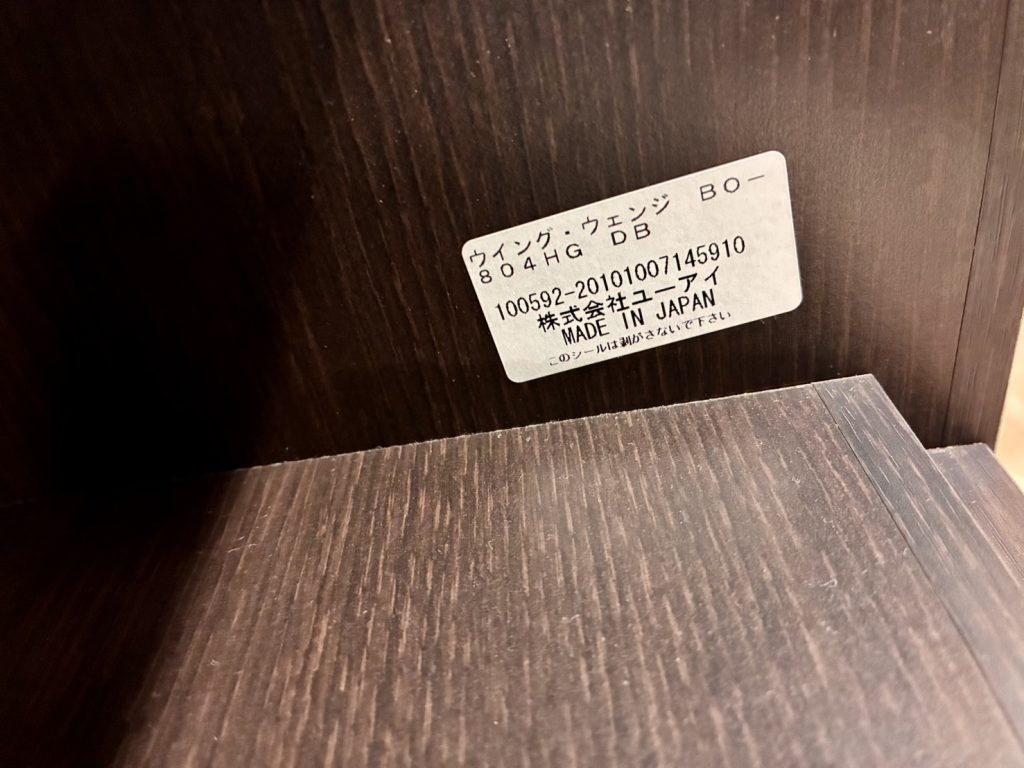 ウイング・ウェンジ　ＢＯ－
８０４ＨＧ　ＤＢ
100592-20101007145910
株式会社ユーアイ
MADE IN JAPAN
このシールは剥がさないで下さい